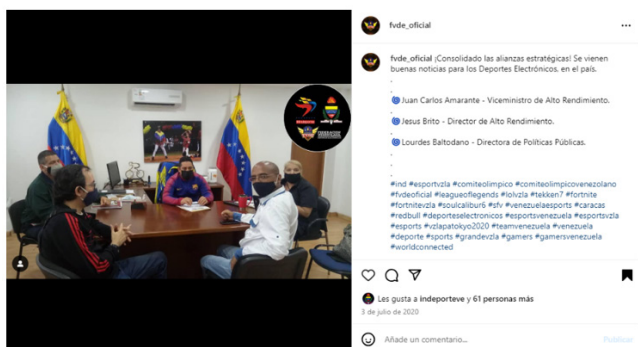 fvde_oficial
fvde_oficial ¡Consolidado las alianzas estratégicas! Se vienen
buenas noticias para los Deportes Electrónicos. en el país.
.
.
Juan Carlos Amarante - Viceministro de Alto Rendimiento.
.
Jesus Brito - Director de Alto Rendimiento.
.
Lourdes Baltodano - Directora de Políticas Públicas.
.
.
.
#ind #esportvzla #comiteolimpico #comiteolimpicovenezolano
#fvdeoficial #leagueoflegends #lolvzla #tekken7 #fortnite
#fortnitevzla #soulcalibur6 #sfv #venezuelaesports #caracas
#redbull #deporteselectronicos #esportsvenezuela #esportsvzla
#esports #vzlapatokyo2020 #teamvenezuela #venezuela
#deporte #sports #grandevzla #gamers #gamersvenezuela
#worldconnected
Les gusta a indeporteve y 61 personas más
3 de julio de 2020
Añade un comentario...
Publicar